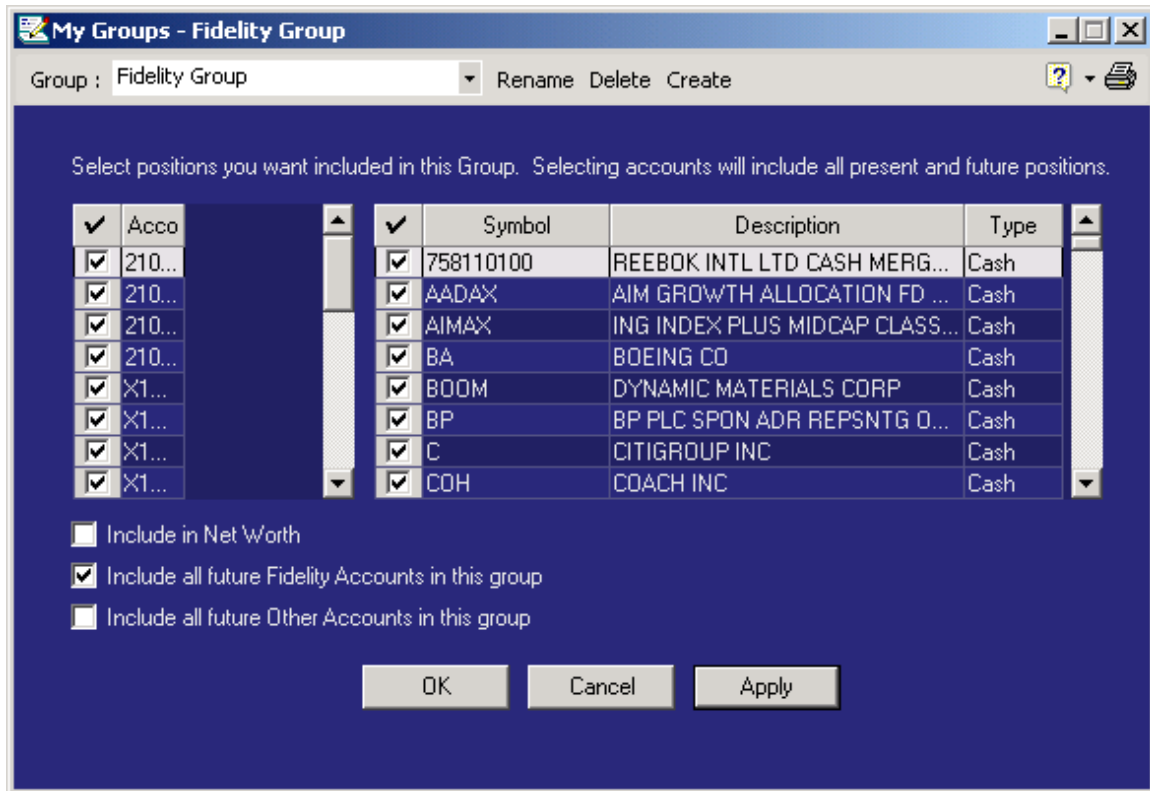 My Groups - Fidelity Group
Group : Fidelity Group Rename Delete Create
Select positions you want included in this Group. Selecting accounts will include all present and future positions.
Acco Symbol Description Type
210... 758110100 REEBOK INTL LTD CASH MERG... Cash
210... AADAX AIM GROWTH ALLOCATION FD ... Cash
210... AIMAX ING INDEX PLUS MIDCAP CLASS... Cash
210... BA BOEING CO Cash
X1... BOOM DYNAMIC MATERIALS CORP Cash
X1... BP BP PLC SPON ADR REPSNTG O... Cash
X1... C CITIGROUP INC Cash
X1... COH COACH INC Cash
Include in Net Worth
Include all future Fidelity Accounts in this group
Include all future Other Accounts in this group
OK Cancel Apply